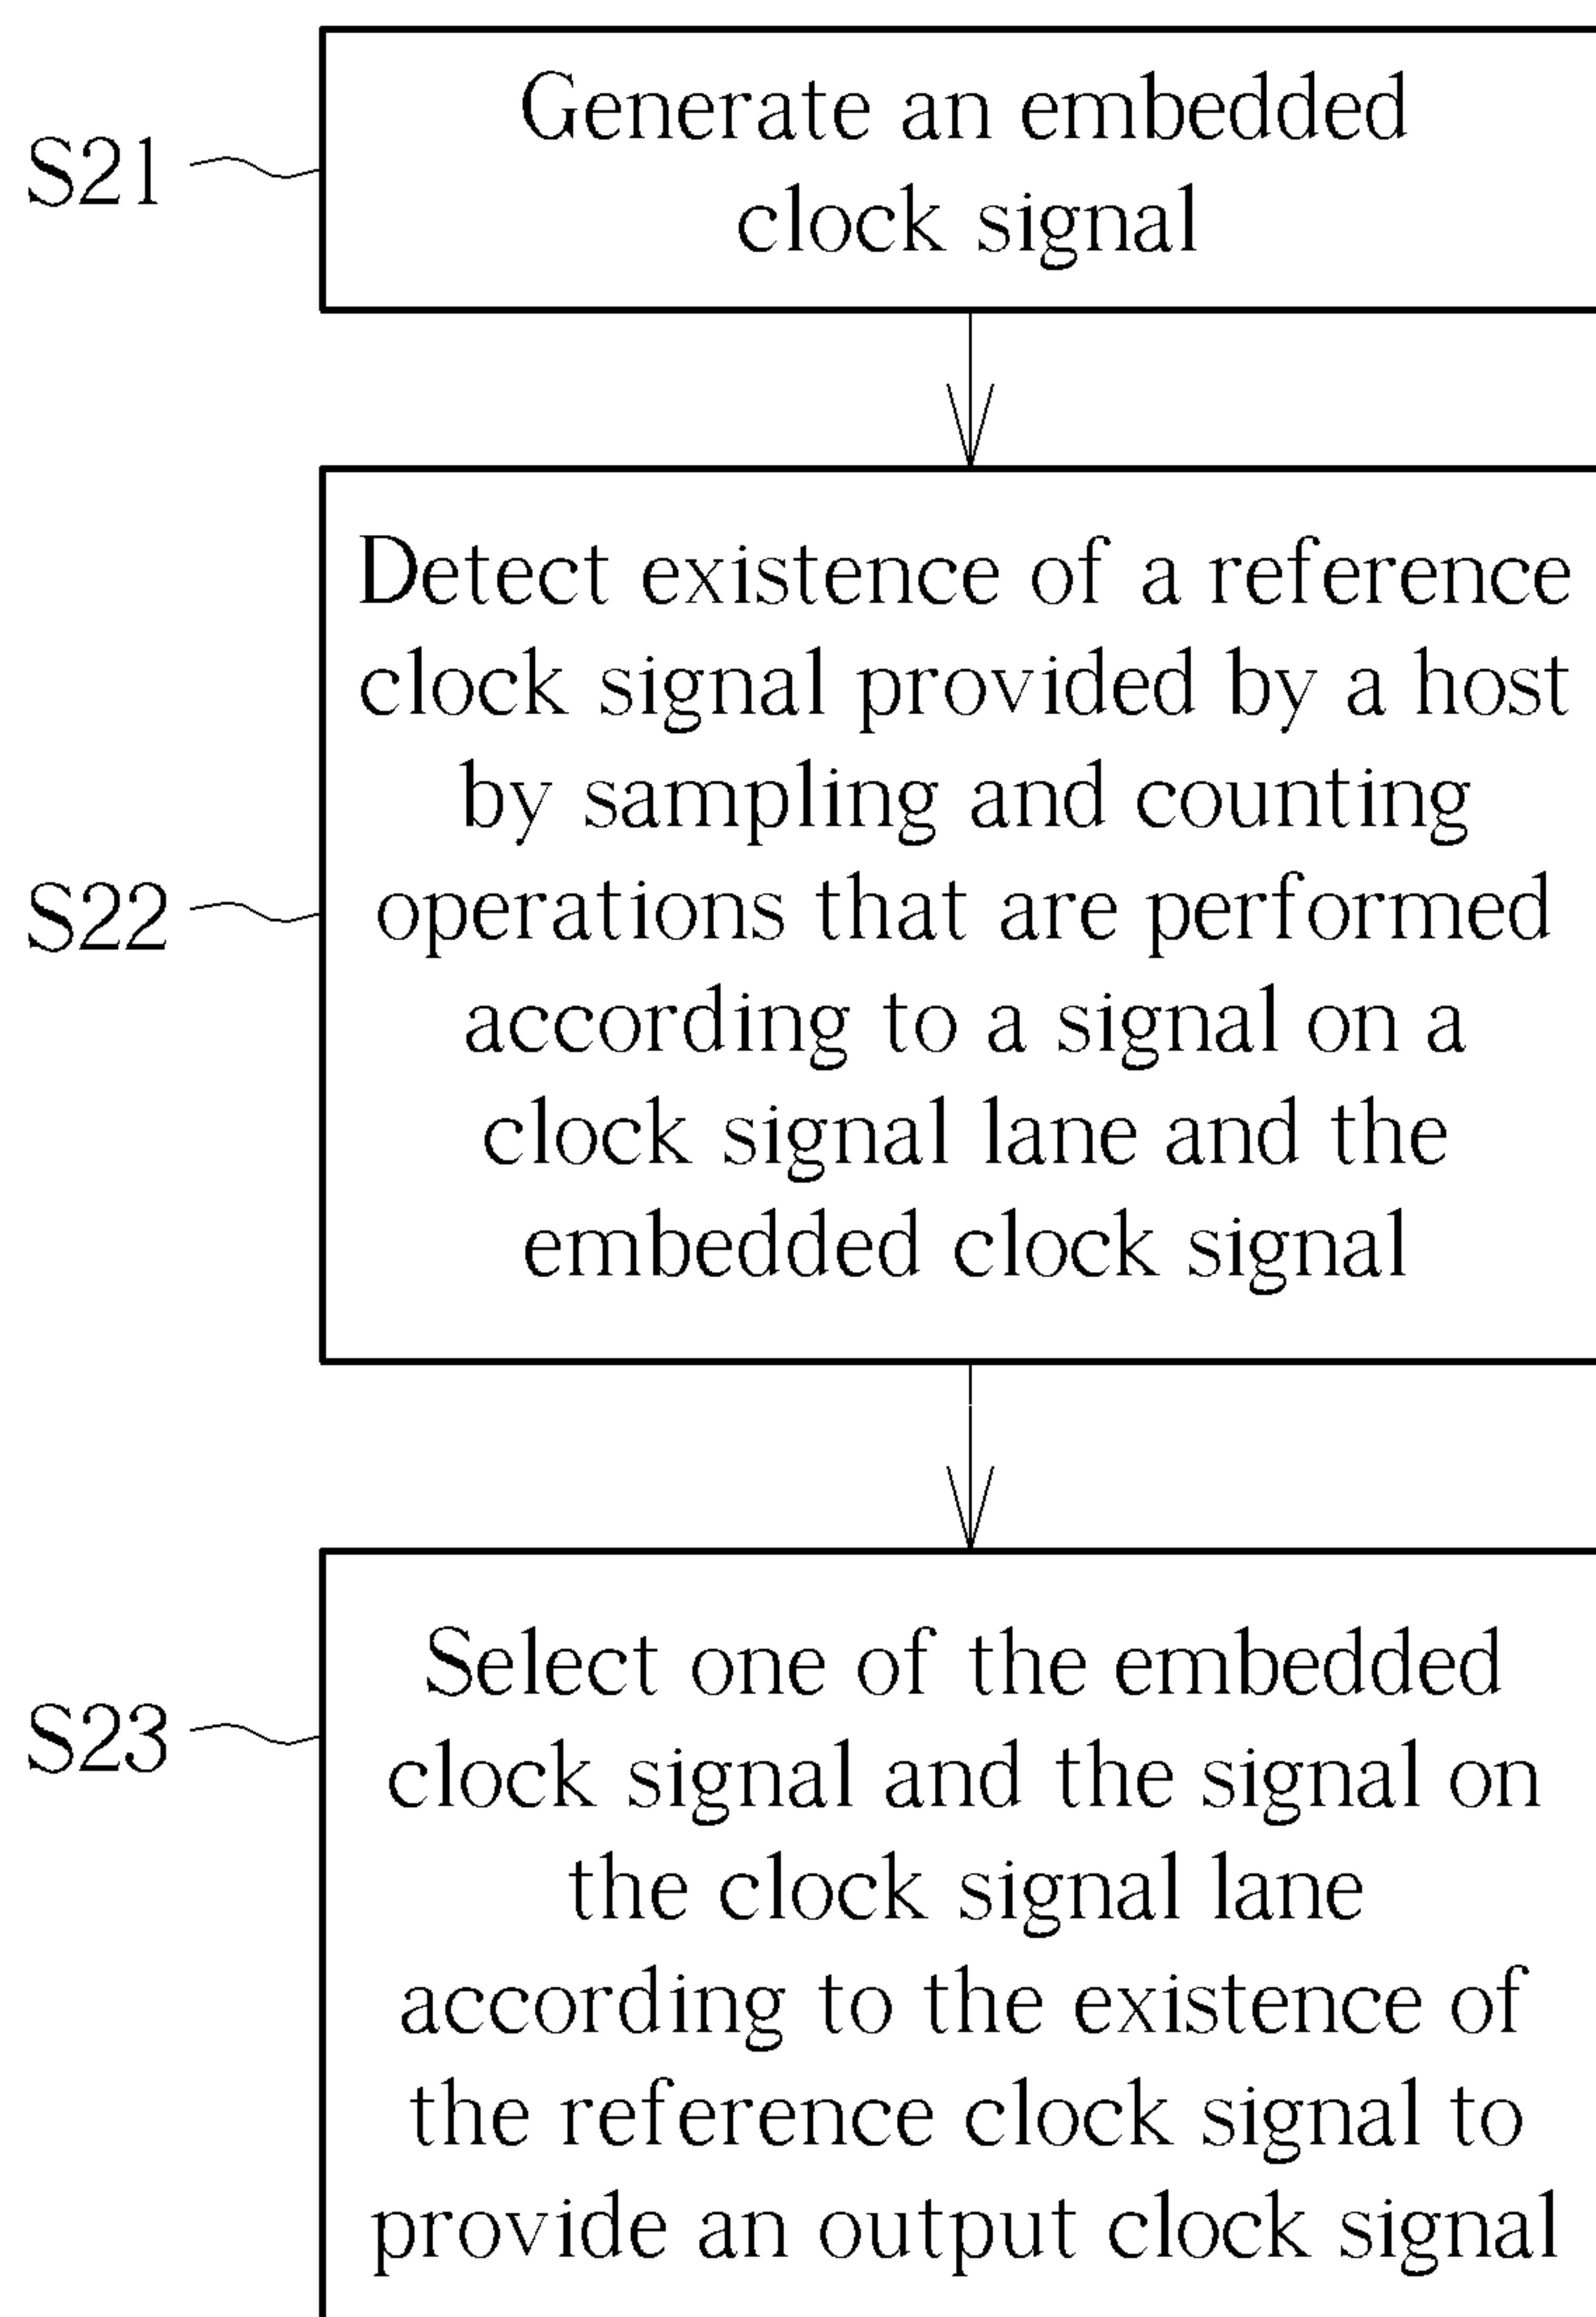 Generate an embedded
clock signal
S21
Detect existence of a reference
clock signal provided by a host
by sampling and counting
operations that are performed
according to a signal on a
clock signal lane and the
embedded clock signal
S22
Select one of the embedded
clock signal and the signal on
the clock signal lane
according to the existence of
the reference clock signal to
provide an output clock signal
S23